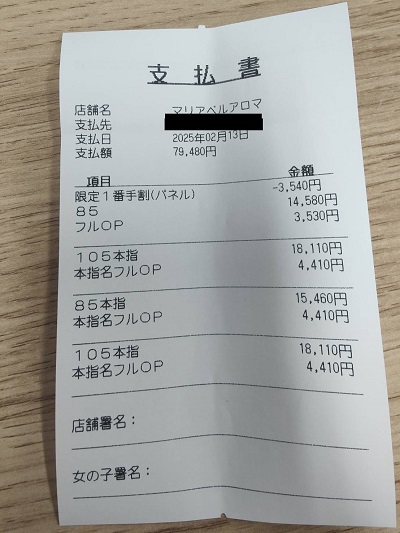 支払書
店舗名 マリアベルアロマ
支払先
支払日 2025年02月13日
支払額 79,480円
項目 金額
限定1番手割(パネル) -3,540円
85 14,580円
フルOP 3,530円
105本指 18,110円
本指名フルOP 4,410円
85本指 15,460円
本指名フルOP 4,410円
105本指 18,110円
本指名フルOP 4,410円
店舗署名:
女の子署名: